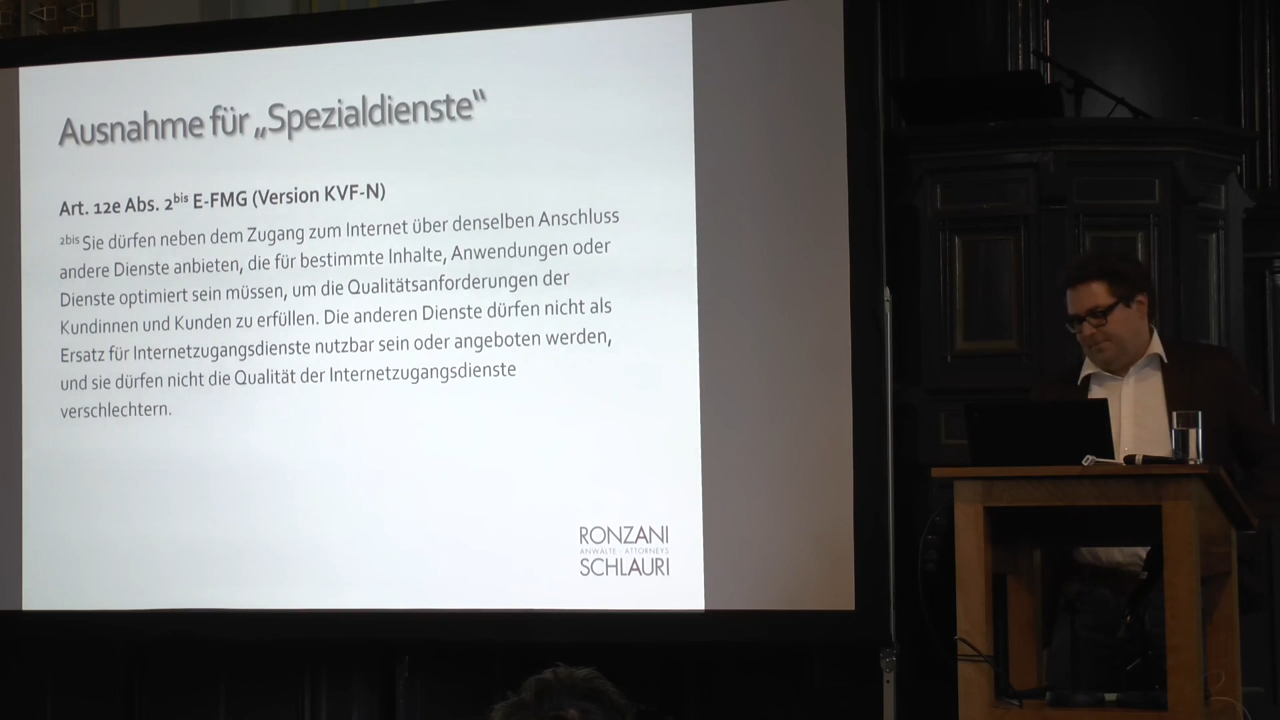 Ausnahme für „Spezialdienste“
Art. 12e Abs. 2bis E-FMG (Version KVF-N)
2bis Sie dürfen neben dem Zugang zum Internet über denselben Anschluss
andere Dienste anbieten, die für bestimmte Inhalte, Anwendungen oder
Dienste optimiert sein müssen, um die Qualitätsanforderungen der
Kundinnen und Kunden zu erfüllen. Die anderen Dienste dürfen nicht als
Ersatz für Internetzugangsdienste nutzbar sein oder angeboten werden,
und sie dürfen nicht die Qualität der Internetzugangsdienste
verschlechtern.
RONZANI
ANWÄLTE · ATTORNEYS
SCHLAURI